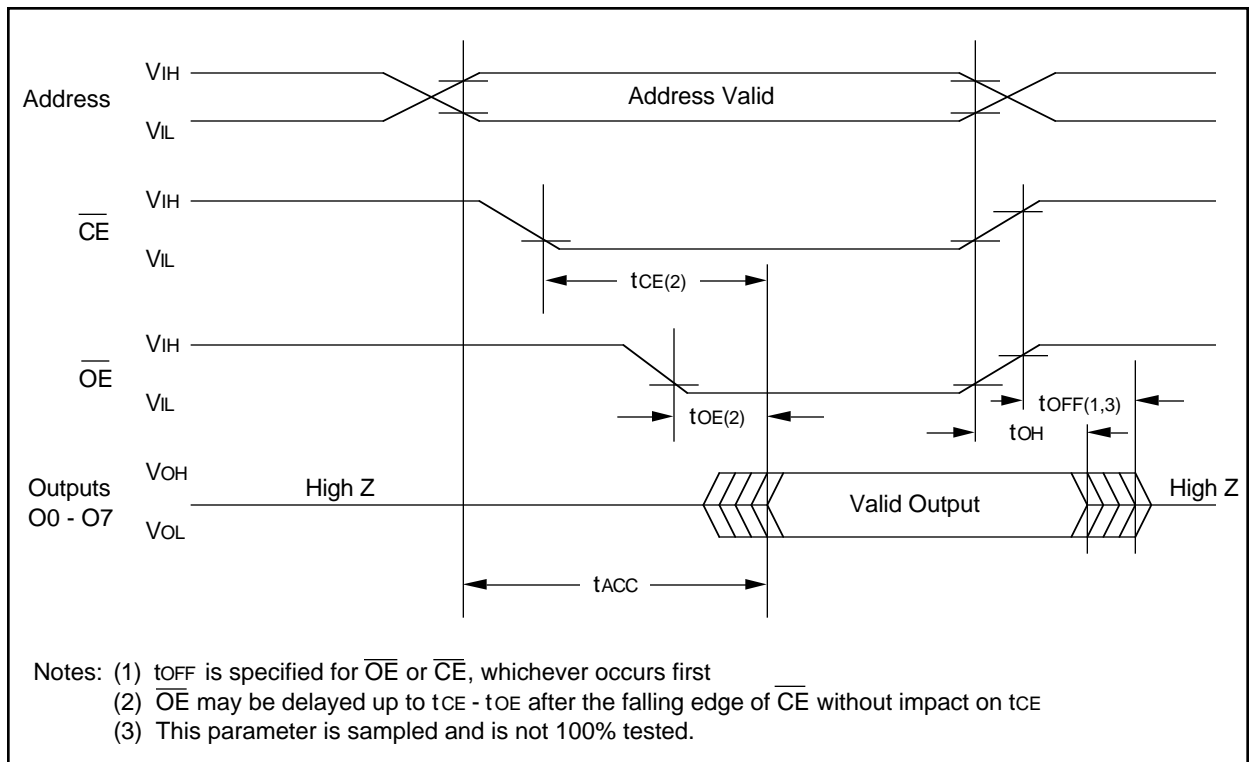 VIH
Address
Address Valid
VIL
VIH
CE
VIL
tCE(2)
VIH
OE
VIL
tOE(2)
tOFF(1,3)
tOH
VOH
Outputs
O0 - O7
High Z
Valid Output
High Z
VOL
tACC
Notes: (1) tOFF is specified for OE or CE, whichever occurs first
(2) OE may be delayed up to tCE - tOE after the falling edge of CE without impact on tCE
(3) This parameter is sampled and is not 100% tested.